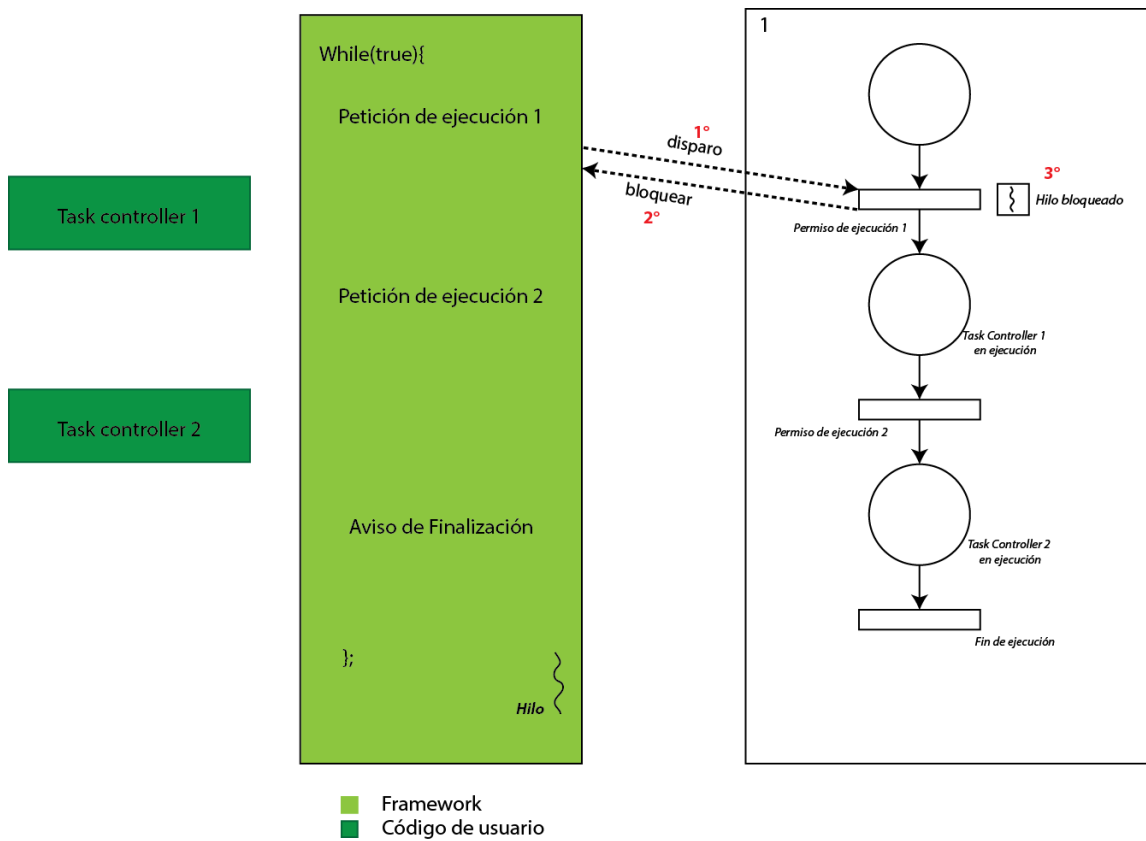 While(true){
Petición de ejecución 1
Task controller 1
Petición de ejecución 2
Task controller 2
Aviso de Finalización
};
Hilo
1°
disparo
bloquear
2°
1
3°
Hilo bloqueado
Permiso de ejecución 1
Task Controller 1
en ejecución
Permiso de ejecución 2
Task Controller 2
en ejecución
Fin de ejecución
Framework
Código de usuario